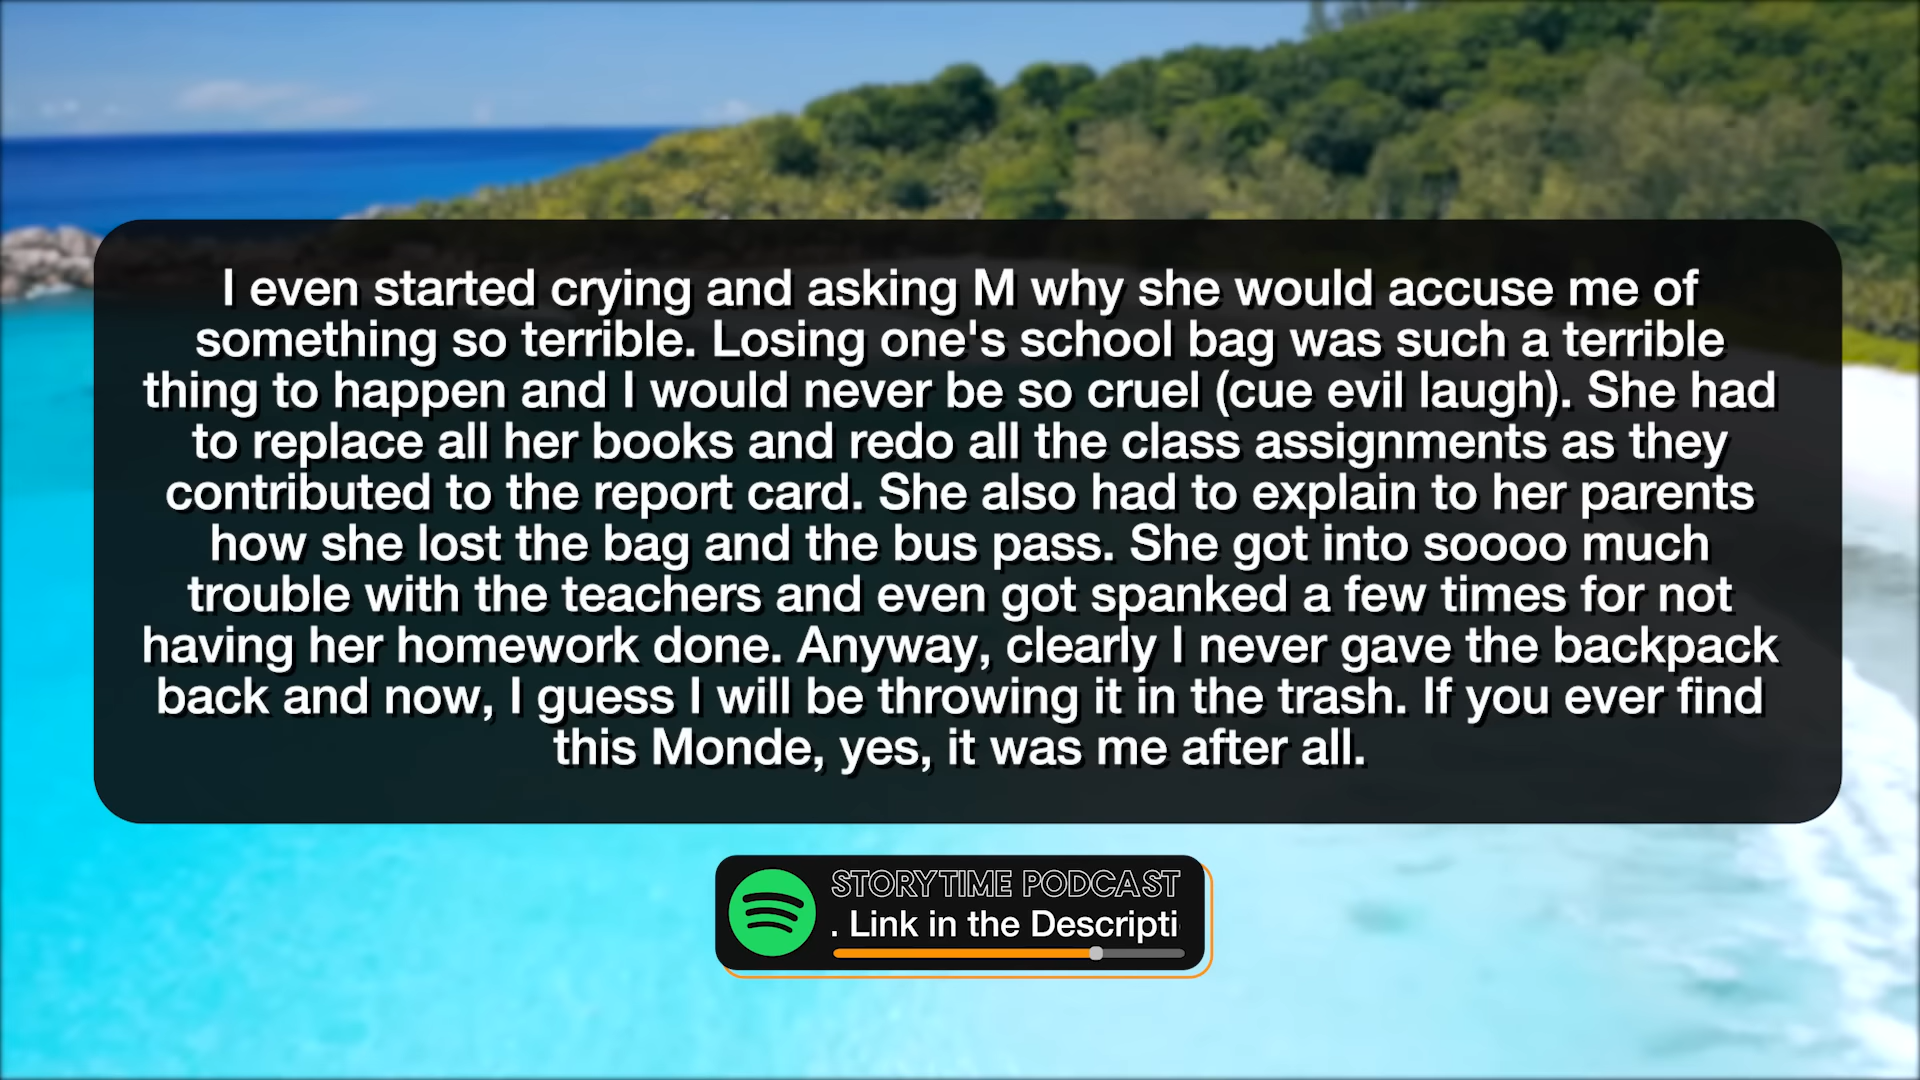 I even started crying and asking M why she would accuse me of
something so terrible. Losing one's school bag was such a terrible
thing to happen and I would never be so cruel (cue evil laugh). She had
to replace all her books and redo all the class assignments as they
contributed to the report card. She also had to explain to her parents
how she lost the bag and the bus pass. She got into soooo much
trouble with the teachers and even got spanked a few times for not
having her homework done. Anyway, clearly I never gave the backpack
back and now, I guess I will be throwing it in the trash. If you ever find
this Monde, yes, it was me after all.
STORYTIME PODCAST
. Link in the Descripti